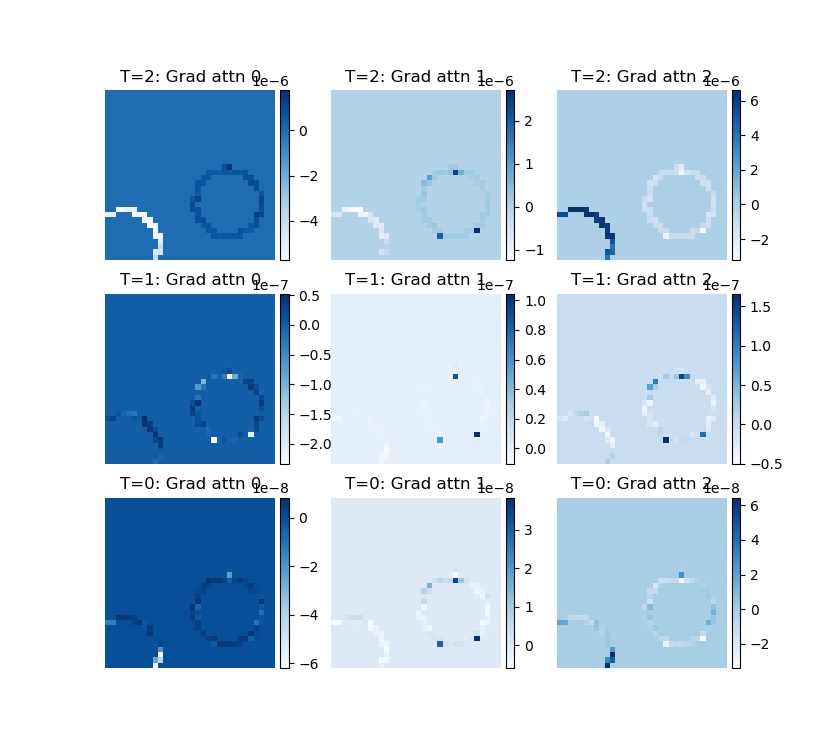 T=2: Grad attn 0
1e−6
T=2: Grad attn 1
1e−6
T=2: Grad attn 2
1e−6
0
−2
−4
2
1
0
−1
6
4
2
0
−2
T=1: Grad attn 0
1e−7
T=1: Grad attn 1
1e−7
T=1: Grad attn 2
1e−7
0.5
0.0
−0.5
−1.0
−1.5
−2.0
1.0
0.8
0.6
0.4
0.2
0.0
1.5
1.0
0.5
0.0
−0.5
T=0: Grad attn 0
1e−8
T=0: Grad attn 1
1e−8
T=0: Grad attn 2
1e−8
0
−2
−4
−6
3
2
1
0
6
4
2
0
−2